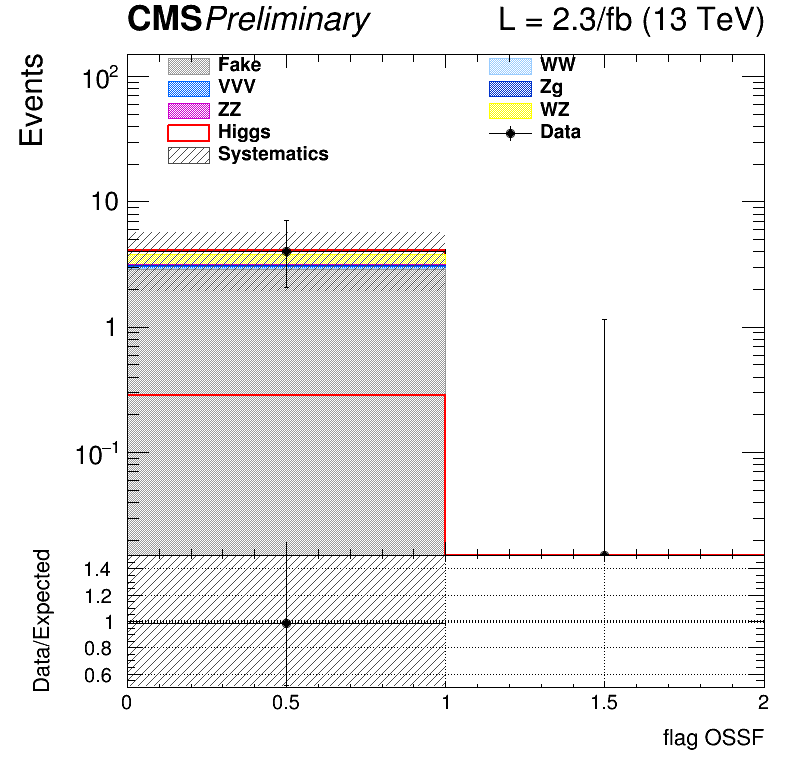 CMS Preliminary L = 2.3/fb (13 TeV)
Events
10²
10
1
10⁻¹
Fake WW
VVV Zg
ZZ WZ
Higgs Data
Systematics
Data/Expected
1.4
1.2
1
0.8
0.6
0 0.5 1 1.5 2
flag OSSF